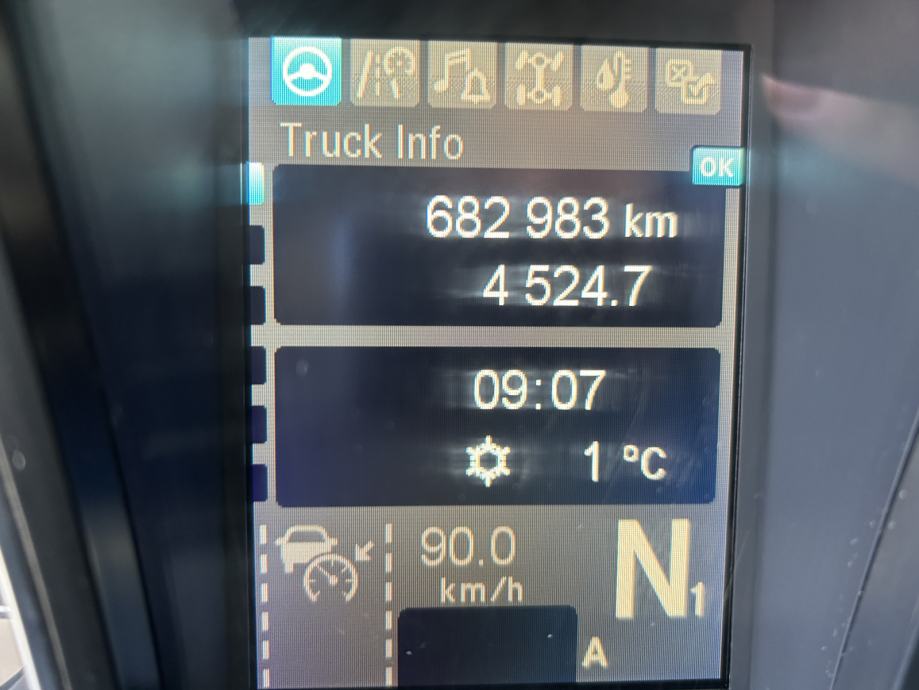 Truck Info
OK
682 983 km
4 524.7
09:07
1 °C
90.0
km/h
N1
A